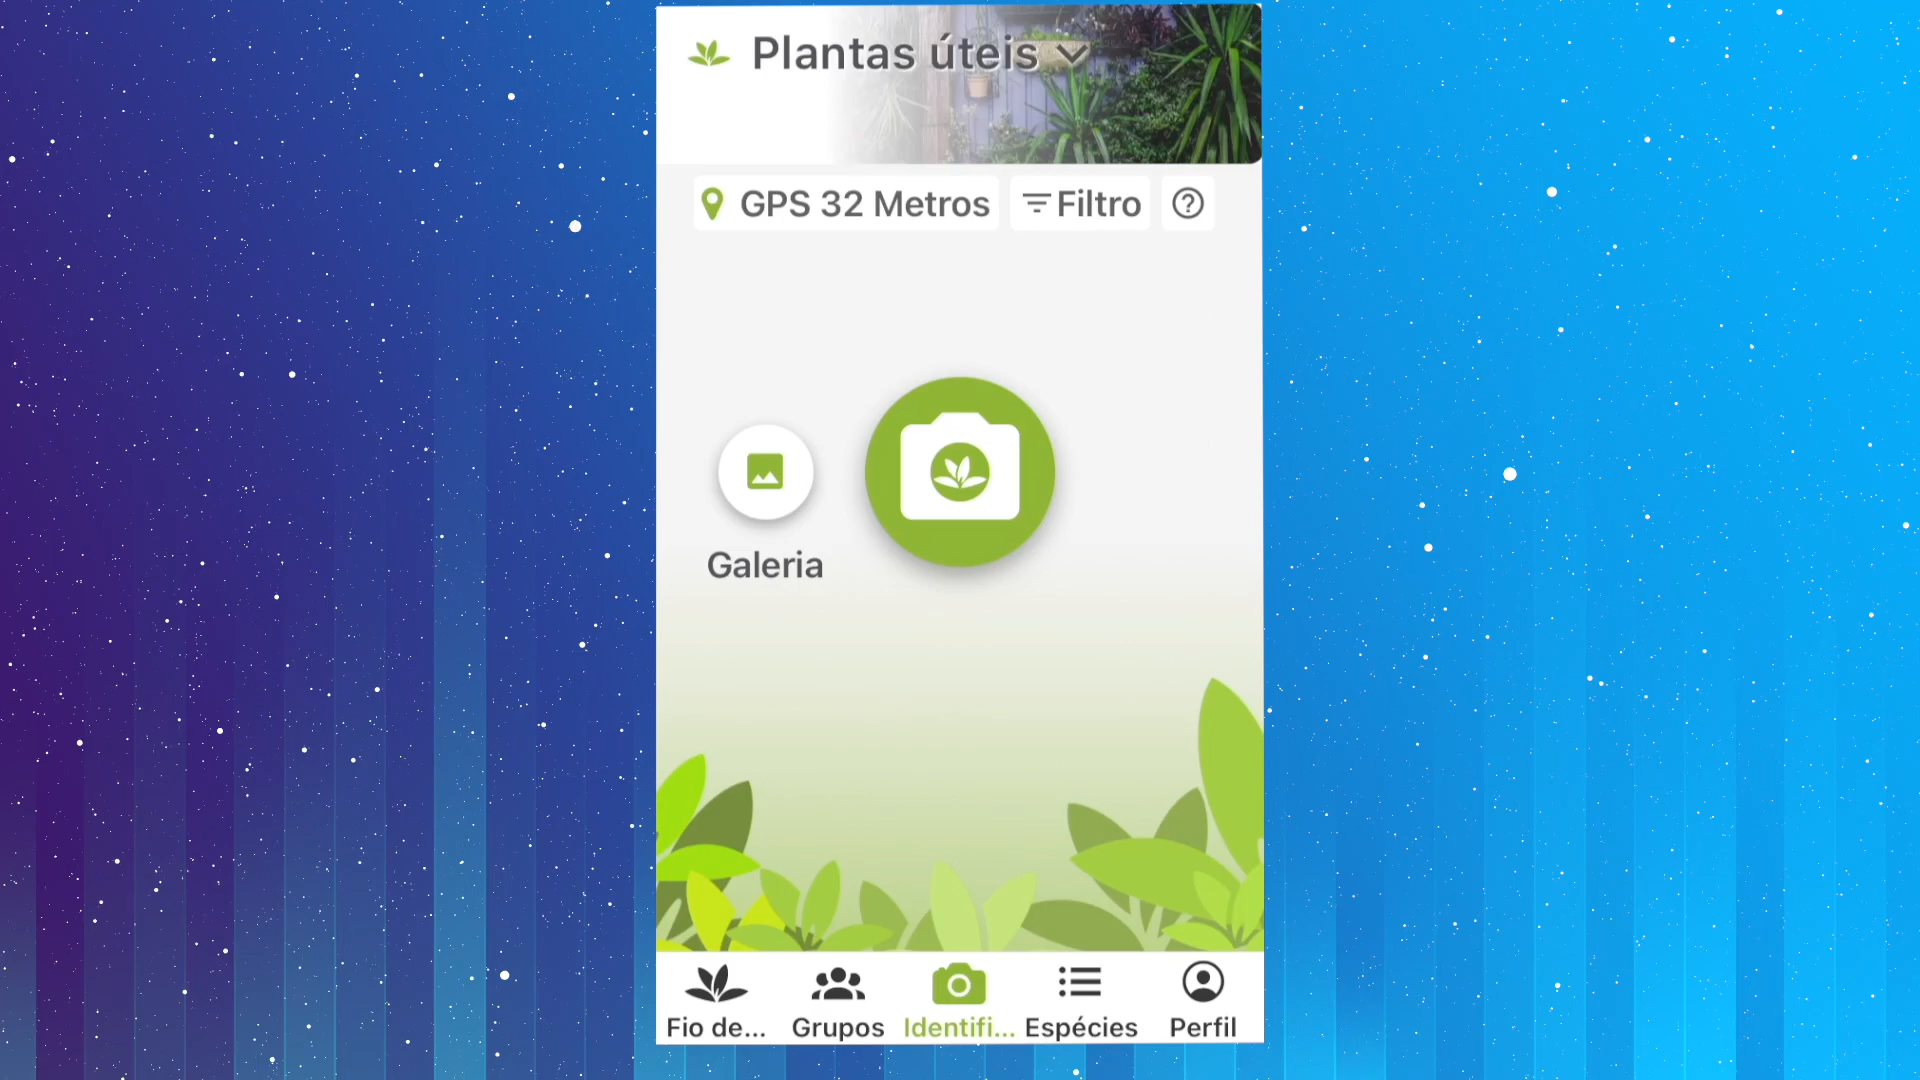 Plantas úteis
GPS 32 Metros Filtro
Galeria
Fio de... Grupos Identifi... Espécies Perfil